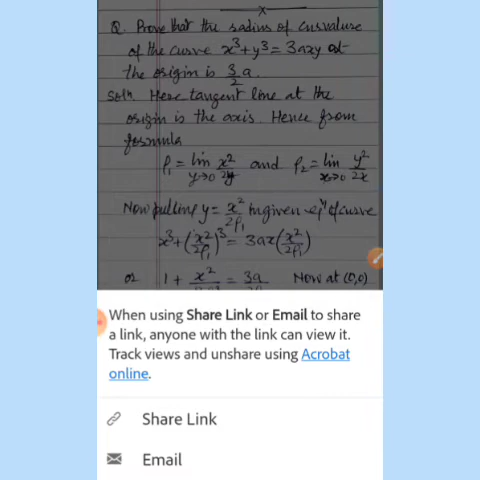 x
Q. Prove that the radius of curvature
of the curve x³+y³=3axy at
the origin is 3/2 a.
Solⁿ. Here tangent line at the
origin is the axis. Hence from
formula
ρ₁ = lim y→0 x²/2y and ρ₂ = lim x→0 y²/2x
Now putting y = x²/2ρ₁ in given eqⁿ of curve
x³+(x²/2ρ₁)³ = 3ax(x²/2ρ₁)
or 1 + x² = 3a Now at (0,0)
When using Share Link or Email to share
a link, anyone with the link can view it.
Track views and unshare using Acrobat
online.
Share Link
Email